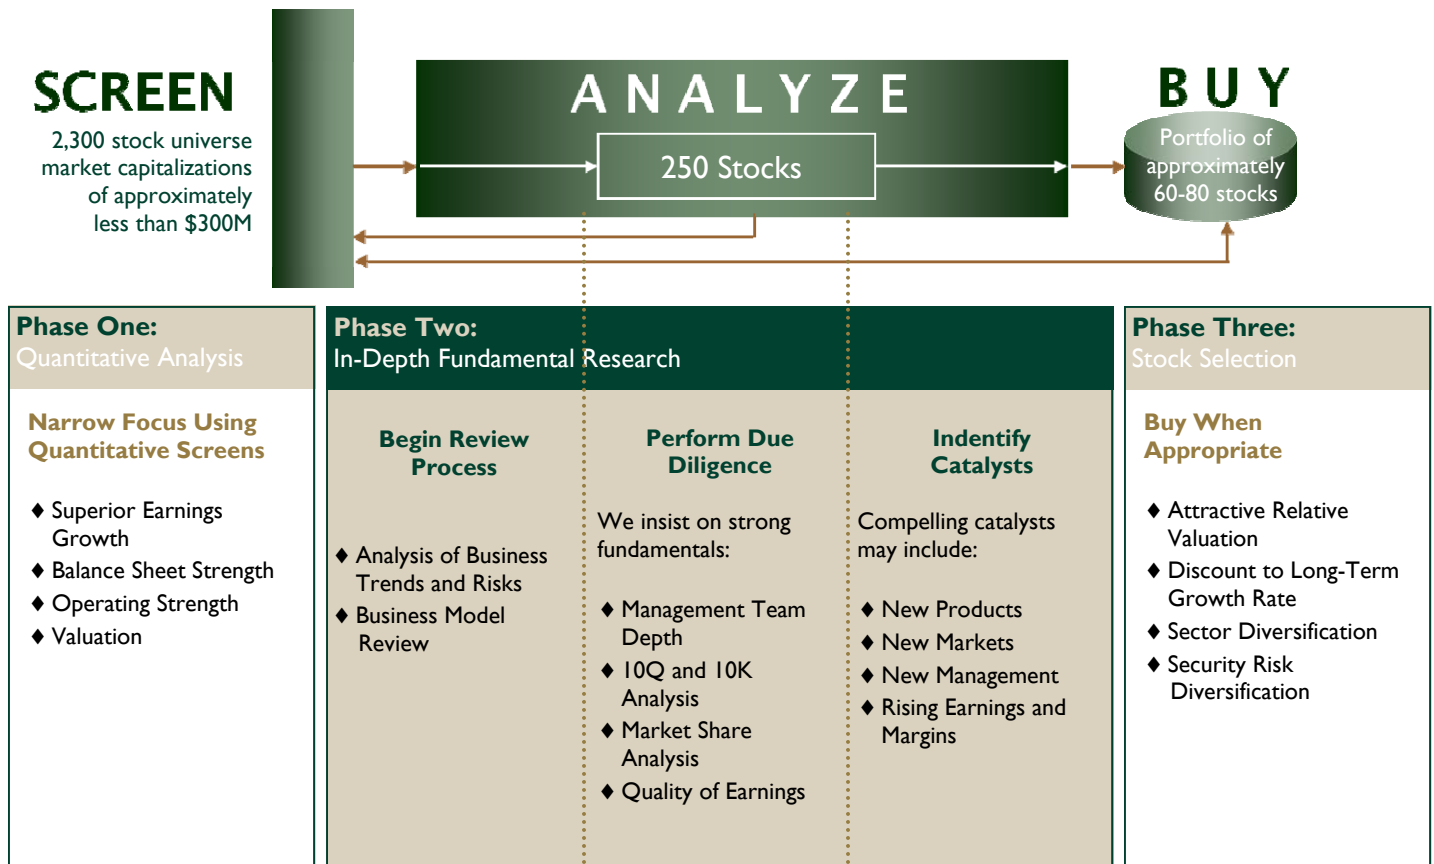 SCREEN
2,300 stock universe
market capitalizations
of approximately
less than $300M
ANALYZE
250 Stocks
BUY
Portfolio of
approximately
60-80 stocks
Phase One:
Quantitative Analysis
Narrow Focus Using
Quantitative Screens
♦ Superior Earnings
Growth
♦ Balance Sheet Strength
♦ Operating Strength
♦ Valuation
Phase Two:
In-Depth Fundamental Research
Begin Review
Process
♦ Analysis of Business
Trends and Risks
♦ Business Model
Review
Perform Due
Diligence
We insist on strong
fundamentals:
♦ Management Team
Depth
♦ 10Q and 10K
Analysis
♦ Market Share
Analysis
♦ Quality of Earnings
Indentify
Catalysts
Compelling catalysts
may include:
♦ New Products
♦ New Markets
♦ New Management
♦ Rising Earnings and
Margins
Phase Three:
Stock Selection
Buy When
Appropriate
♦ Attractive Relative
Valuation
♦ Discount to Long-Term
Growth Rate
♦ Sector Diversification
♦ Security Risk
Diversification